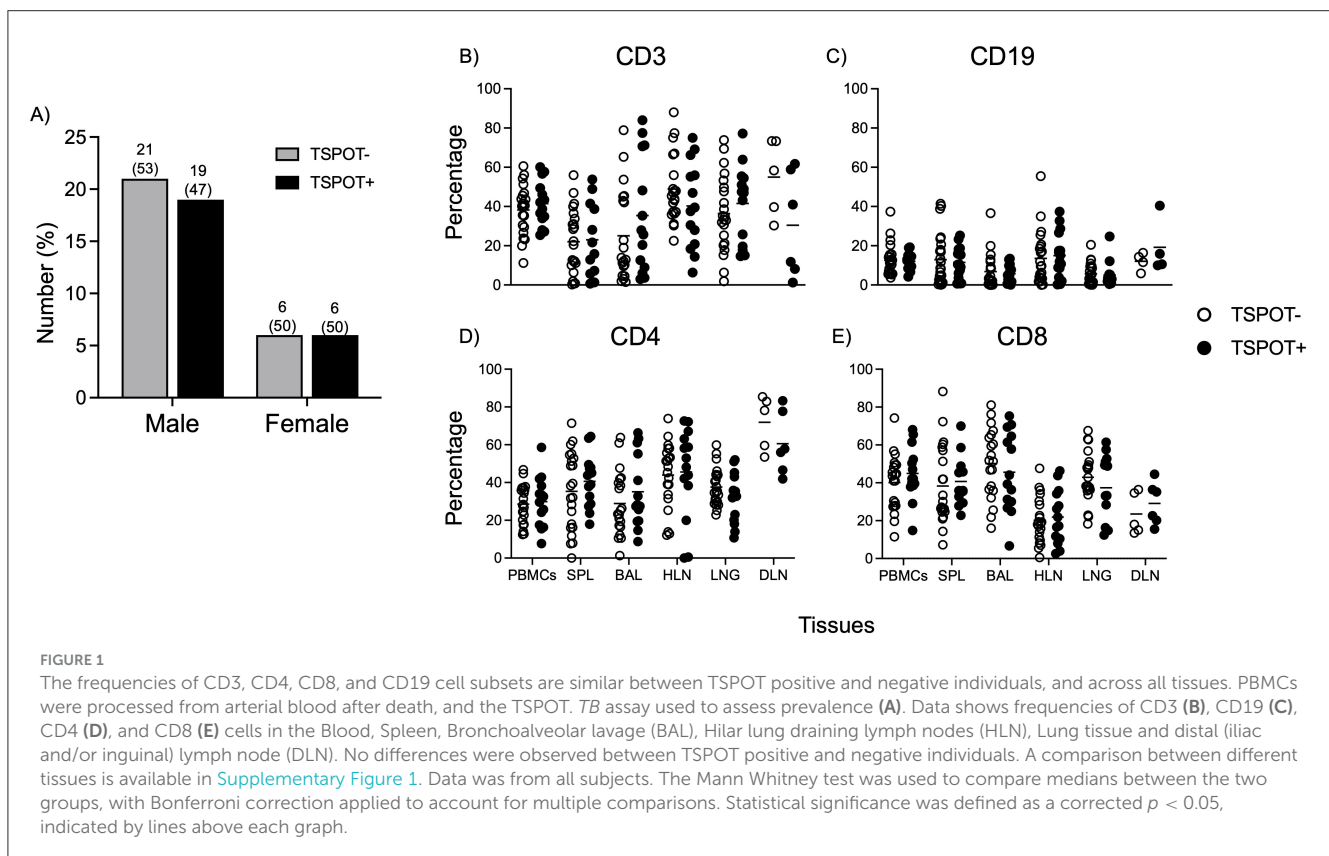 A)
25
20
15
10
5
0
Number (%)
21
(53)
19
(47)
6
(50)
6
(50)
TSPOT-
TSPOT+
Male
Female
B)
CD3
100
80
60
40
20
0
Percentage
C)
CD19
100
80
60
40
20
0
D)
CD4
100
80
60
40
20
0
Percentage
PBMCs
SPL
BAL
HLN
LNG
DLN
E)
CD8
100
80
60
40
20
0
PBMCs
SPL
BAL
HLN
LNG
DLN
TSPOT-
TSPOT+
Tissues
FIGURE 1
The frequencies of CD3, CD4, CD8, and CD19 cell subsets are similar between TSPOT positive and negative individuals, and across all tissues. PBMCs
were processed from arterial blood after death, and the TSPOT. TB assay used to assess prevalence (A). Data shows frequencies of CD3 (B), CD19 (C),
CD4 (D), and CD8 (E) cells in the Blood, Spleen, Bronchoalveolar lavage (BAL), Hilar lung draining lymph nodes (HLN), Lung tissue and distal (iliac
and/or inguinal) lymph node (DLN). No differences were observed between TSPOT positive and negative individuals. A comparison between different
tissues is available in Supplementary Figure 1. Data was from all subjects. The Mann Whitney test was used to compare medians between the two
groups, with Bonferroni correction applied to account for multiple comparisons. Statistical significance was defined as a corrected p < 0.05,
indicated by lines above each graph.